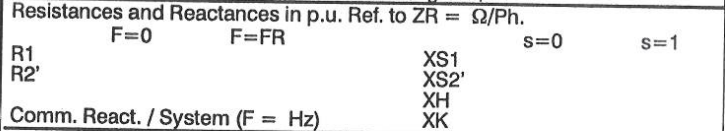 Resistances and Reactances in p.u. Ref. to ZR = Ω/Ph.
F=0 F=FR s=0 s=1
R1 XS1
R2' XS2'
XH
Comm. React. / System (F = Hz) XK